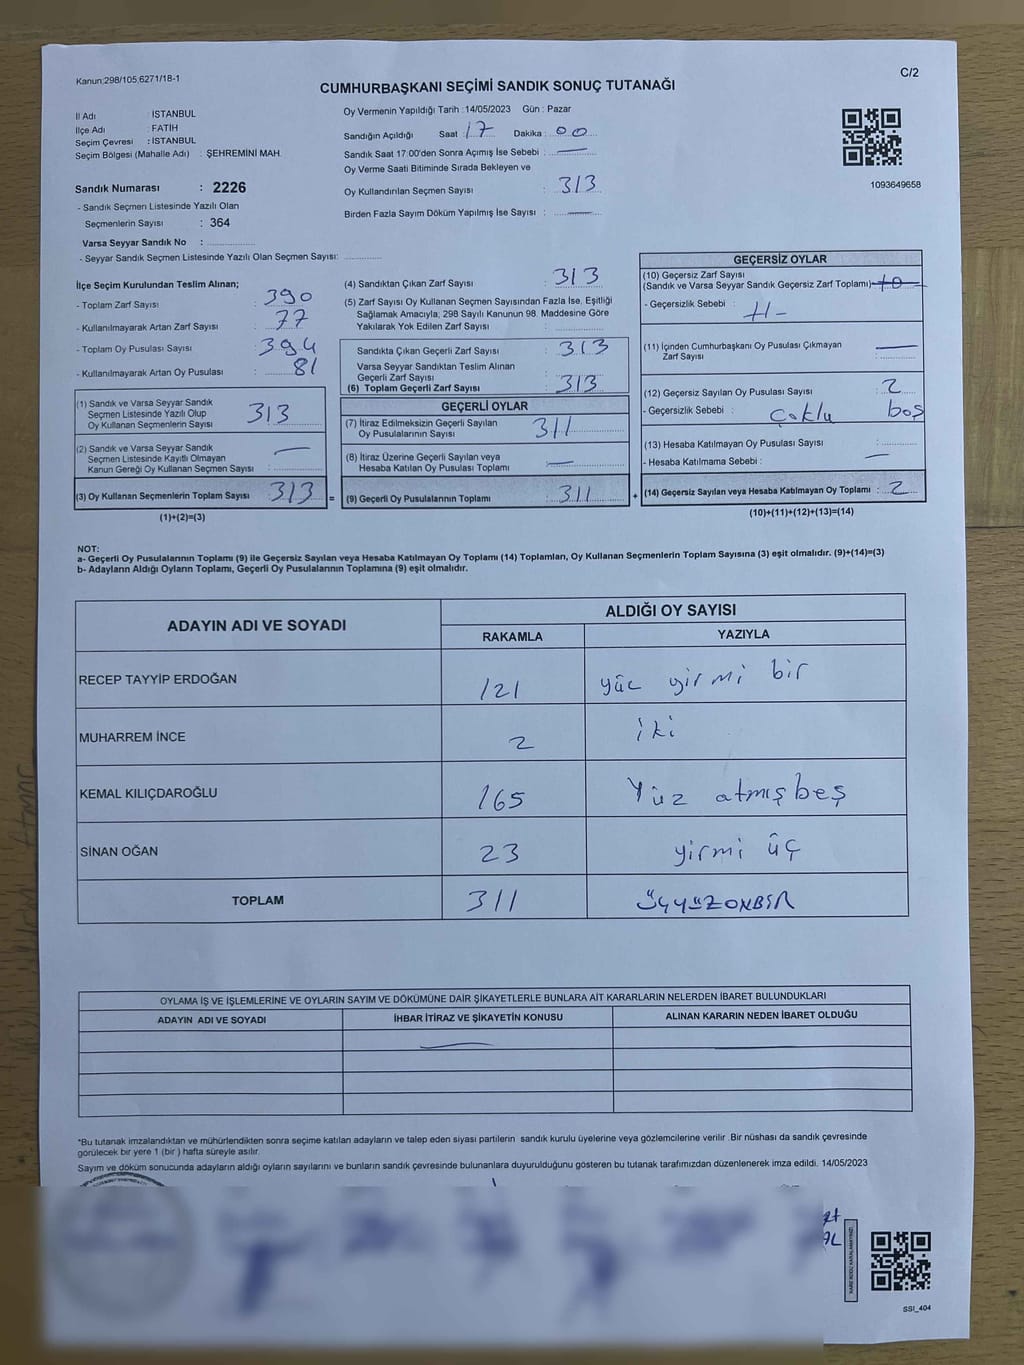 Kanun:298/105;6271/18-1
C/2
CUMHURBAŞKANI SEÇİMİ SANDIK SONUÇ TUTANAĞI
İl Adı : İSTANBUL
İlçe Adı : FATİH
Seçim Çevresi : İSTANBUL
Seçim Bölgesi (Mahalle Adı) : ŞEHREMİNİ MAH.
Sandık Numarası : 2226
- Sandık Seçmen Listesinde Yazılı Olan
Seçmenlerin Sayısı : 364
Varsa Seyyar Sandık No :
- Seyyar Sandık Seçmen Listesinde Yazılı Olan Seçmen Sayısı:
Oy Vermenin Yapıldığı Tarih : 14/05/2023 Gün : Pazar
Sandığın Açıldığı Saat : 17 Dakika : 00
Sandık Saat 17:00'den Sonra Açımış İse Sebebi : —
Oy Verme Saati Bitiminde Sırada Bekleyen ve
Oy Kullandırılan Seçmen Sayısı : 313
Birden Fazla Sayım Döküm Yapılmış İse Sayısı : —
1093649658
İlçe Seçim Kurulundan Teslim Alınan;
- Toplam Zarf Sayısı : 390
- Kullanılmayarak Artan Zarf Sayısı : 77
- Toplam Oy Pusulası Sayısı : 394
- Kullanılmayarak Artan Oy Pusulası : 81
(1) Sandık ve Varsa Seyyar Sandık
Seçmen Listesinde Yazılı Olup
Oy Kullanan Seçmenlerin Sayısı : 313
(2) Sandık ve Varsa Seyyar Sandık
Seçmen Listesinde Kayıtlı Olmayan
Kanun Gereği Oy Kullanan Seçmen Sayısı : —
(3) Oy Kullanan Seçmenlerin Toplam Sayısı : 313
(1)+(2)=(3)
=
(4) Sandıktan Çıkan Zarf Sayısı : 313
(5) Zarf Sayısı Oy Kullanan Seçmen Sayısından Fazla İse, Eşitliği
Sağlamak Amacıyla; 298 Sayılı Kanunun 98. Maddesine Göre
Yakılarak Yok Edilen Zarf Sayısı :
Sandıkta Çıkan Geçerli Zarf Sayısı : 313
Varsa Seyyar Sandıktan Teslim Alınan
Geçerli Zarf Sayısı :
(6) Toplam Geçerli Zarf Sayısı : 313
GEÇERLİ OYLAR
(7) İtiraz Edilmeksizin Geçerli Sayılan
Oy Pusulalarının Sayısı : 311
(8) İtiraz Üzerine Geçerli Sayılan veya
Hesaba Katılan Oy Pusulası Toplamı : —
(9) Geçerli Oy Pusulalarının Toplamı : 311
+
GEÇERSİZ OYLAR
(10) Geçersiz Zarf Sayısı
(Sandık ve Varsa Seyyar Sandık Geçersiz Zarf Toplamı)
- Geçersizlik Sebebi :
(11) İçinden Cumhurbaşkanı Oy Pusulası Çıkmayan
Zarf Sayısı : —
(12) Geçersiz Sayılan Oy Pusulası Sayısı : 2
- Geçersizlik Sebebi : Çoklu boş
(13) Hesaba Katılmayan Oy Pusulası Sayısı :
- Hesaba Katılmama Sebebi : —
(14) Geçersiz Sayılan veya Hesaba Katılmayan Oy Toplamı : 2
(10)+(11)+(12)+(13)=(14)
NOT:
a- Geçerli Oy Pusulalarının Toplamı (9) ile Geçersiz Sayılan veya Hesaba Katılmayan Oy Toplamı (14) Toplamları, Oy Kullanan Seçmenlerin Toplam Sayısına (3) eşit olmalıdır. (9)+(14)=(3)
b- Adayların Aldığı Oyların Toplamı, Geçerli Oy Pusulalarının Toplamına (9) eşit olmalıdır.
ADAYIN ADI VE SOYADI ALDIĞI OY SAYISI
RAKAMLA YAZIYLA
RECEP TAYYİP ERDOĞAN 121 yüz yirmi bir
MUHARREM İNCE 2 iki
KEMAL KILIÇDAROĞLU 165 Yüz atmışbeş
SİNAN OĞAN 23 yirmi üç
TOPLAM 311 ÜÇYÜZONBİR
OYLAMA İŞ VE İŞLEMLERİNE VE OYLARIN SAYIM VE DÖKÜMÜNE DAİR ŞİKAYETLERLE BUNLARA AİT KARARLARIN NELERDEN İBARET BULUNDUKLARI
ADAYIN ADI VE SOYADI İHBAR İTİRAZ VE ŞİKAYETİN KONUSU ALINAN KARARIN NEDEN İBARET OLDUĞU
*Bu tutanak imzalandıktan ve mühürlendikten sonra seçime katılan adayların ve talep eden siyasi partilerin sandık kurulu üyelerine veya gözlemcilerine verilir. Bir nüshası da sandık çevresinde
görülecek bir yere 1 (bir) hafta süreyle asılır.
Sayım ve döküm sonucunda adayların aldığı oyların sayılarını ve bunların sandık çevresinde bulunanlara duyurulduğunu gösteren bu tutanak tarafımızdan düzenlenerek imza edildi. 14/05/2023
KARE KODU KARALAMAYINIZ!
SSI_404